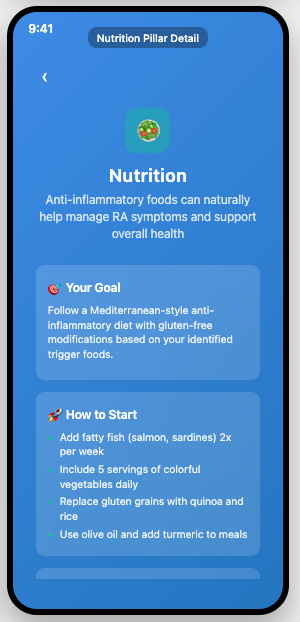 9:41
Nutrition Pillar Detail
‹
Nutrition
Anti-inflammatory foods can naturally
help manage RA symptoms and support
overall health
🎯 Your Goal
Follow a Mediterranean-style anti-
inflammatory diet with gluten-free
modifications based on your identified
trigger foods.
🚀 How to Start
• Add fatty fish (salmon, sardines) 2x
per week
• Include 5 servings of colorful
vegetables daily
• Replace gluten grains with quinoa and
rice
• Use olive oil and add turmeric to meals